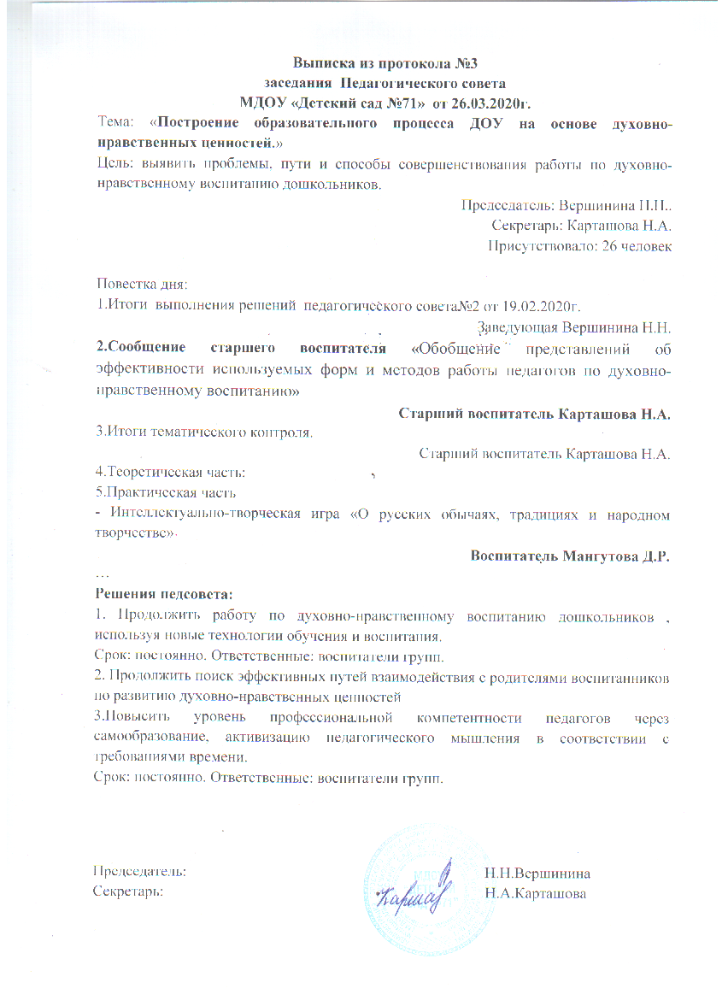 Выписка из протокола №3
заседания Педагогического совета
МДОУ «Детский сад №71» от 26.03.2020г.
Тема: «Построение образовательного процесса ДОУ на основе духовно-
нравственных ценностей.»
Цель: выявить проблемы, пути и способы совершенствования работы по духовно-
нравственному воспитанию дошкольников.
Председатель: Вершинина Н.Н..
Секретарь: Карташова Н.А.
Присутствовало: 26 человек
Повестка дня:
1.Итоги выполнения решений педагогического совета№2 от 19.02.2020г.
Заведующая Вершинина Н.Н.
2.Сообщение старшего воспитателя «Обобщение представлений об
эффективности используемых форм и методов работы педагогов по духовно-
нравственному воспитанию»
Старший воспитатель Карташова Н.А.
3.Итоги тематического контроля.
Старший воспитатель Карташова Н.А.
4.Теоретическая часть:
5.Практическая часть
- Интеллектуально-творческая игра «О русских обычаях, традициях и народном
творчестве»
Воспитатель Мангутова Д.Р.
…
Решения педсовета:
1. Продолжить работу по духовно-нравственному воспитанию дошкольников ,
используя новые технологии обучения и воспитания.
Срок: постоянно. Ответственные: воспитатели групп.
2. Продолжить поиск эффективных путей взаимодействия с родителями воспитанников
по развитию духовно-нравственных ценностей
3.Повысить уровень профессиональной компетентности педагогов через
самообразование, активизацию педагогического мышления в соответствии с
требованиями времени.
Срок: постоянно. Ответственные: воспитатели групп.
Председатель: Н.Н.Вершинина
Секретарь: Н.А.Карташова